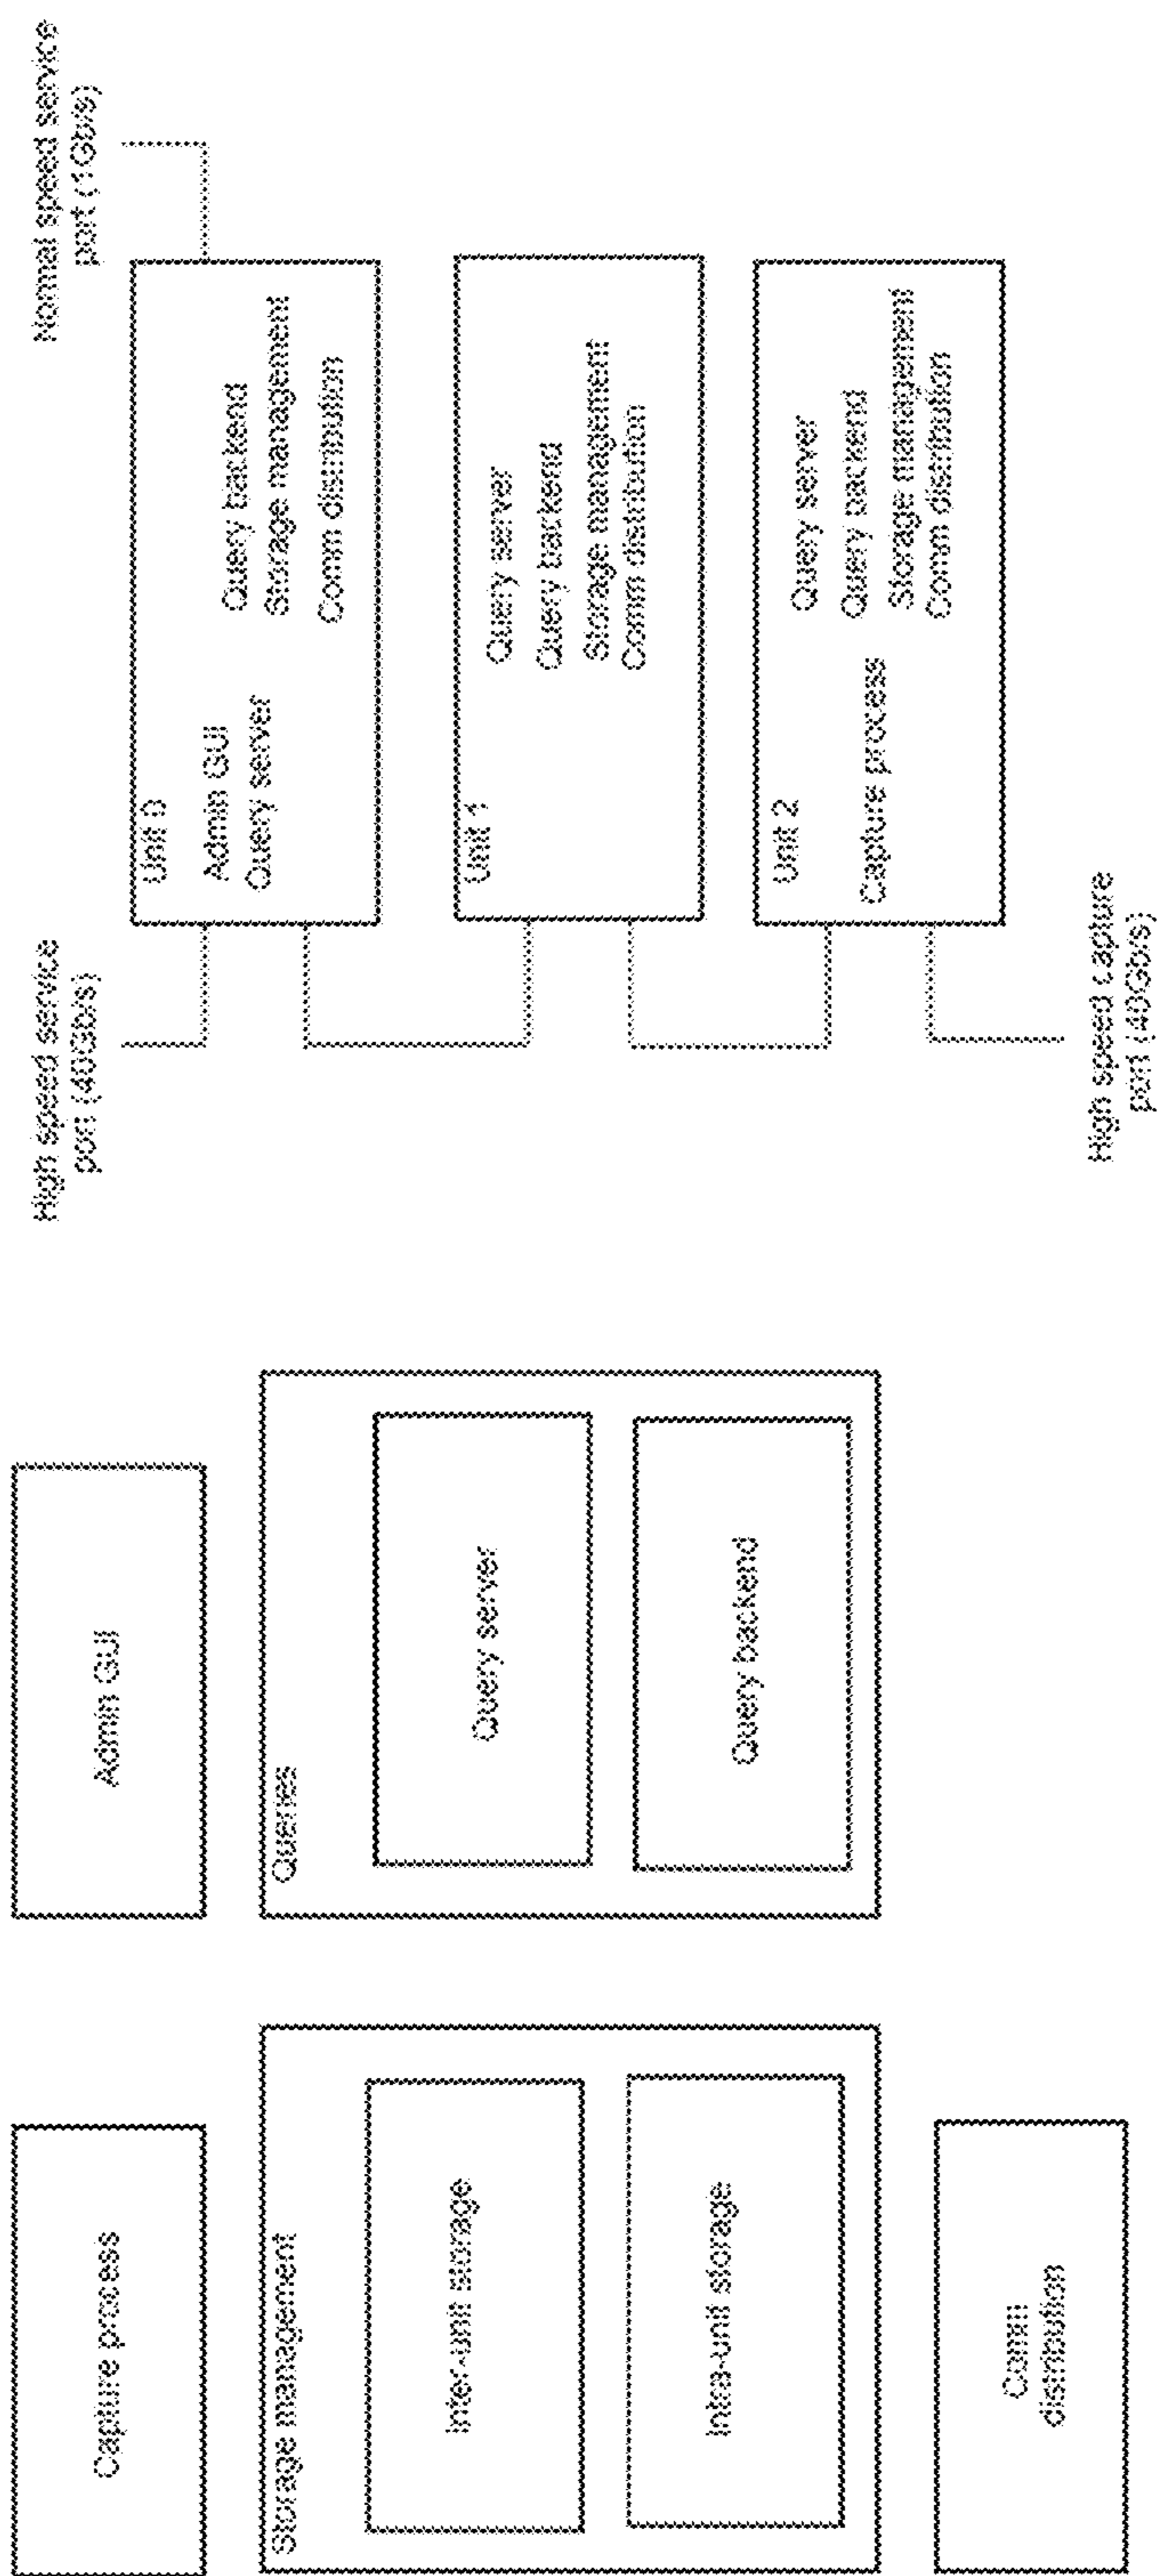 Capture process
Storage management
Inter-unit storage
Intra-unit storage
Comm
distribution
Admin GUI
Queries
Query server
Query backend
High speed service
port (40Gb/s)
Normal speed service
port (1Gb/s)
Unit 0
Admin GUI
Query server
Query backend
Storage management
Comm distribution
Unit 1
Query server
Query backend
Storage management
Comm distribution
Unit 2
Capture process
Query server
Query backend
Storage management
Comm distribution
High speed capture
port (40Gb/s)